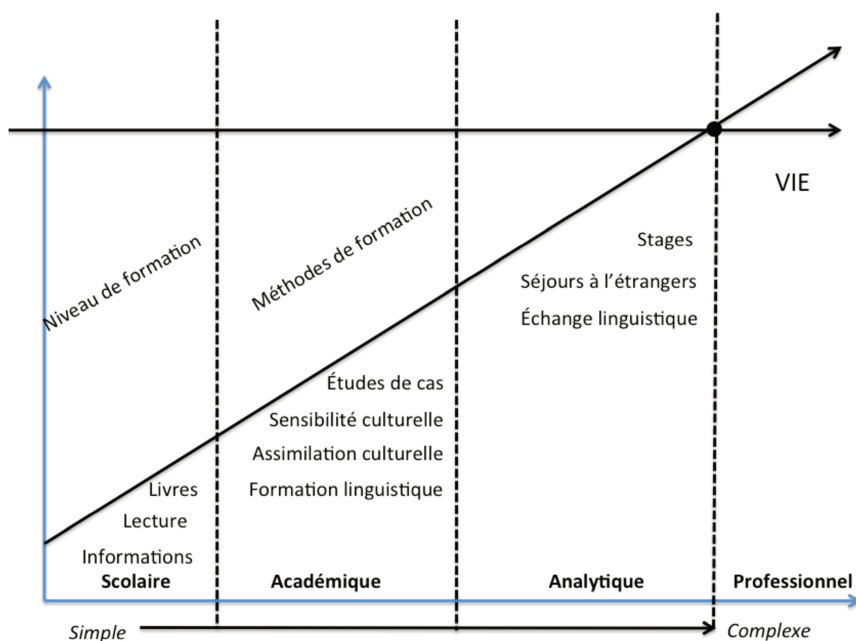 VIE
Niveau de formation
Méthodes de formation
Stages
Séjours à l’étrangers
Échange linguistique
Études de cas
Sensibilité culturelle
Assimilation culturelle
Formation linguistique
Livres
Lecture
Informations
Scolaire
Académique
Analytique
Professionnel
Simple
Complexe